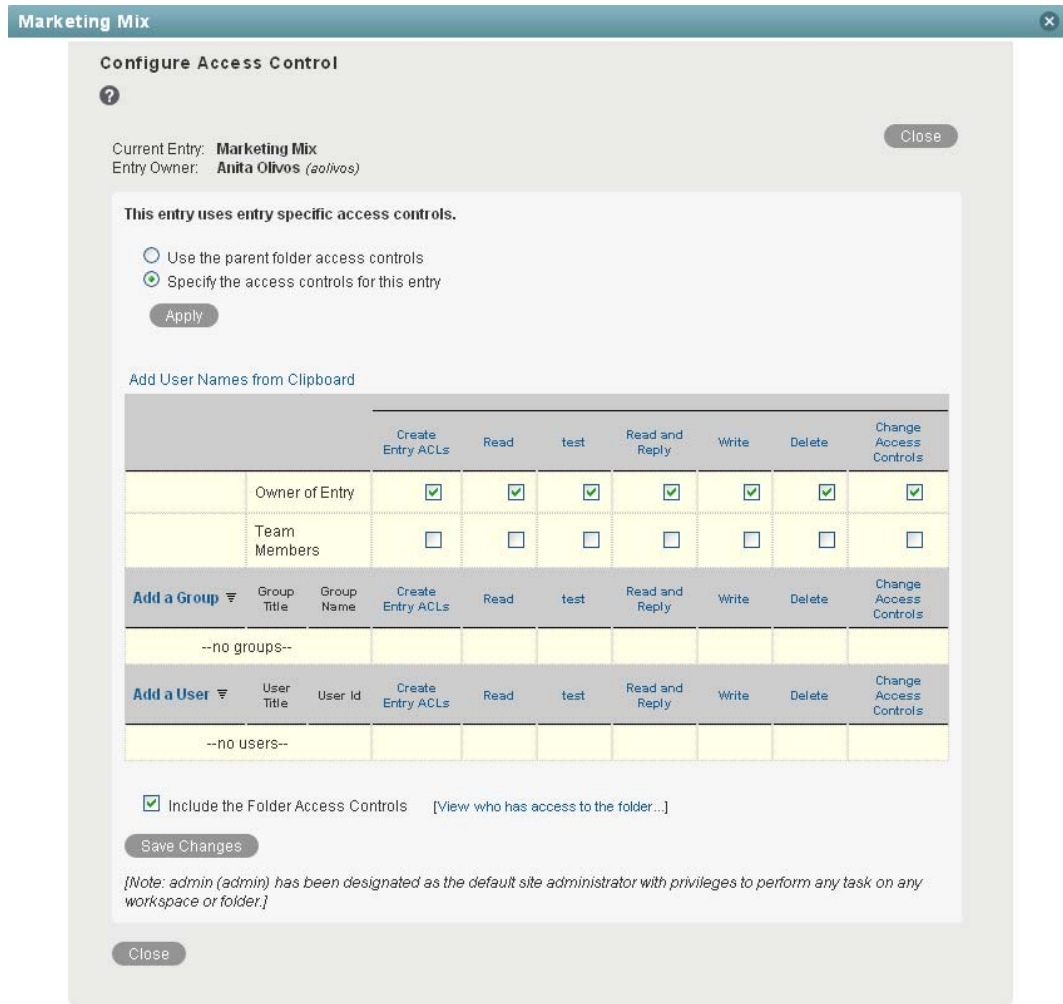 Marketing Mix
Configure Access Control
?
Close
Current Entry: Marketing Mix
Entry Owner: Anita Olivos (aolivos)
This entry uses entry specific access controls.
Use the parent folder access controls
Specify the access controls for this entry
Apply
Add User Names from Clipboard
Create Entry ACLs Read test Read and Reply Write Delete Change Access Controls
Owner of Entry
Team Members
Add a Group Group Title Group Name Create Entry ACLs Read test Read and Reply Write Delete Change Access Controls
--no groups--
Add a User User Title User Id Create Entry ACLs Read test Read and Reply Write Delete Change Access Controls
--no users--
Include the Folder Access Controls [View who has access to the folder...]
Save Changes
[Note: admin (admin) has been designated as the default site administrator with privileges to perform any task on any
workspace or folder.]
Close